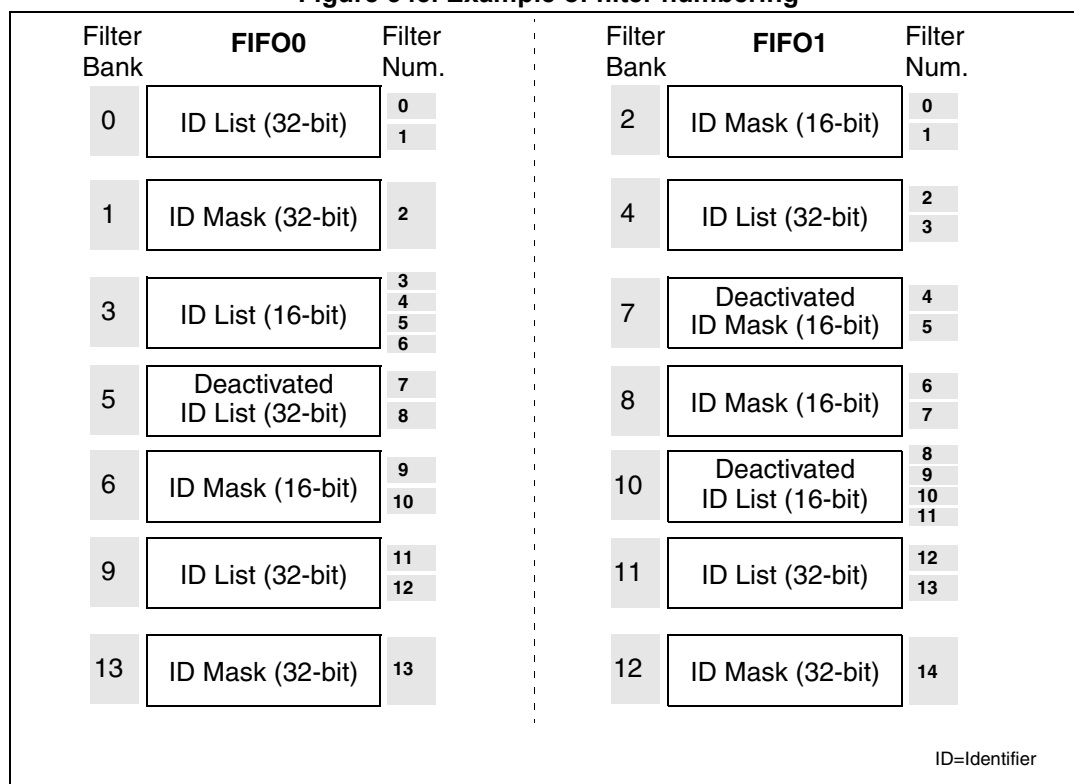 Filter Bank
FIFO0
Filter Num.
0
ID List (32-bit)
0
1
1
ID Mask (32-bit)
2
3
ID List (16-bit)
3
4
5
6
5
Deactivated
ID List (32-bit)
7
8
6
ID Mask (16-bit)
9
10
9
ID List (32-bit)
11
12
13
ID Mask (32-bit)
13
Filter Bank
FIFO1
Filter Num.
2
ID Mask (16-bit)
0
1
4
ID List (32-bit)
2
3
7
Deactivated
ID Mask (16-bit)
4
5
8
ID Mask (16-bit)
6
7
10
Deactivated
ID List (16-bit)
8
9
10
11
11
ID List (32-bit)
12
13
12
ID Mask (32-bit)
14
ID=Identifier